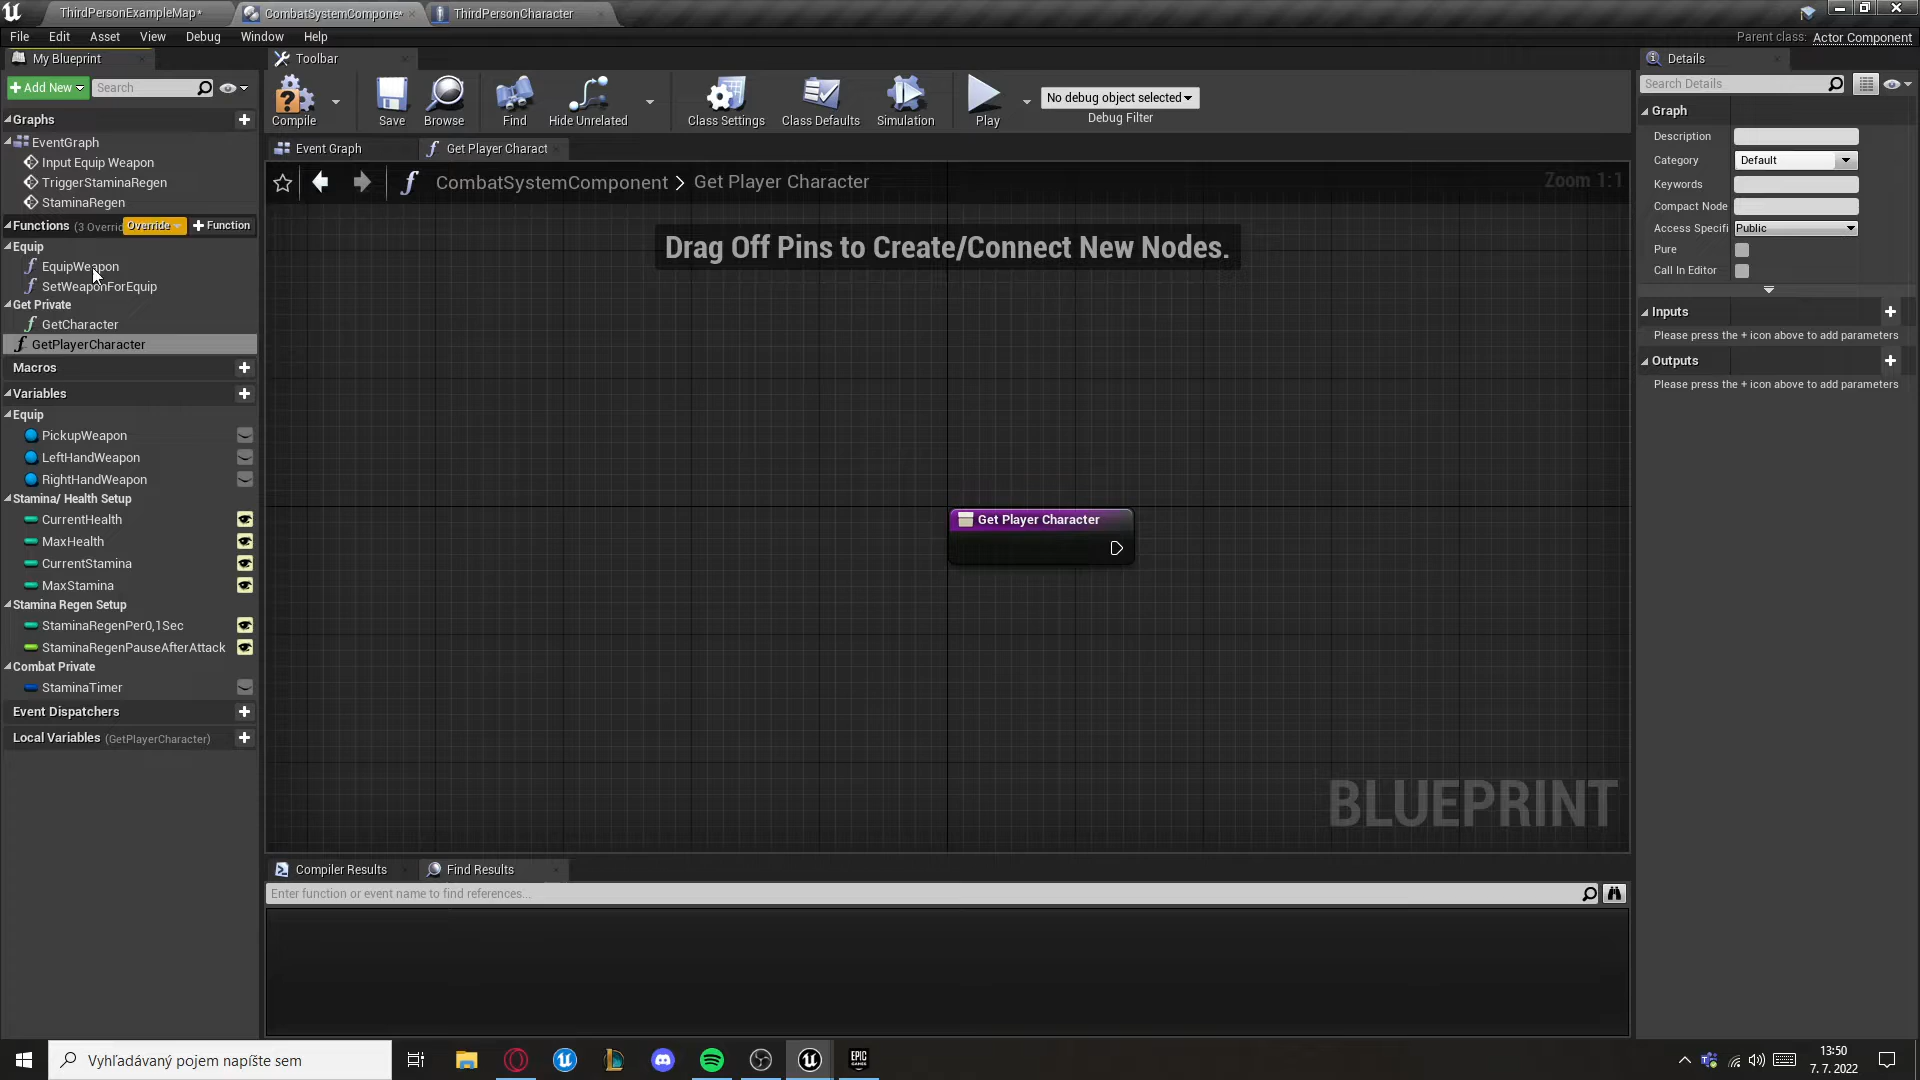 ThirdPersonExampleMap*
CombatSystemCompone*
ThirdPersonCharacter
File Edit Asset View Debug Window Help
Parent class: Actor Component
My Blueprint
Toolbar
Details
Add New
Search
Compile
Save
Browse
Find
Hide Unrelated
Class Settings
Class Defaults
Simulation
Play
No debug object selected
Debug Filter
Search Details
Graphs
EventGraph
Input Equip Weapon
TriggerStaminaRegen
StaminaRegen
Functions (3 Overrid
Override
Function
Equip
EquipWeapon
SetWeaponForEquip
Get Private
GetCharacter
GetPlayerCharacter
Macros
Variables
Equip
PickupWeapon
LeftHandWeapon
RightHandWeapon
Stamina/ Health Setup
CurrentHealth
MaxHealth
CurrentStamina
MaxStamina
Stamina Regen Setup
StaminaRegenPer0,1Sec
StaminaRegenPauseAfterAttack
Combat Private
StaminaTimer
Event Dispatchers
Local Variables (GetPlayerCharacter)
Event Graph
Get Player Charact
CombatSystemComponent > Get Player Character
Zoom 1:1
Drag Off Pins to Create/Connect New Nodes.
Get Player Character
BLUEPRINT
Compiler Results
Find Results
Enter function or event name to find references...
Graph
Description
Category Default
Keywords
Compact Node
Access Specifi Public
Pure
Call In Editor
Inputs
Please press the + icon above to add parameters
Outputs
Please press the + icon above to add parameters
Vyhľadávaný pojem napíšte sem
EPIC
GAMES
13:50
7. 7. 2022